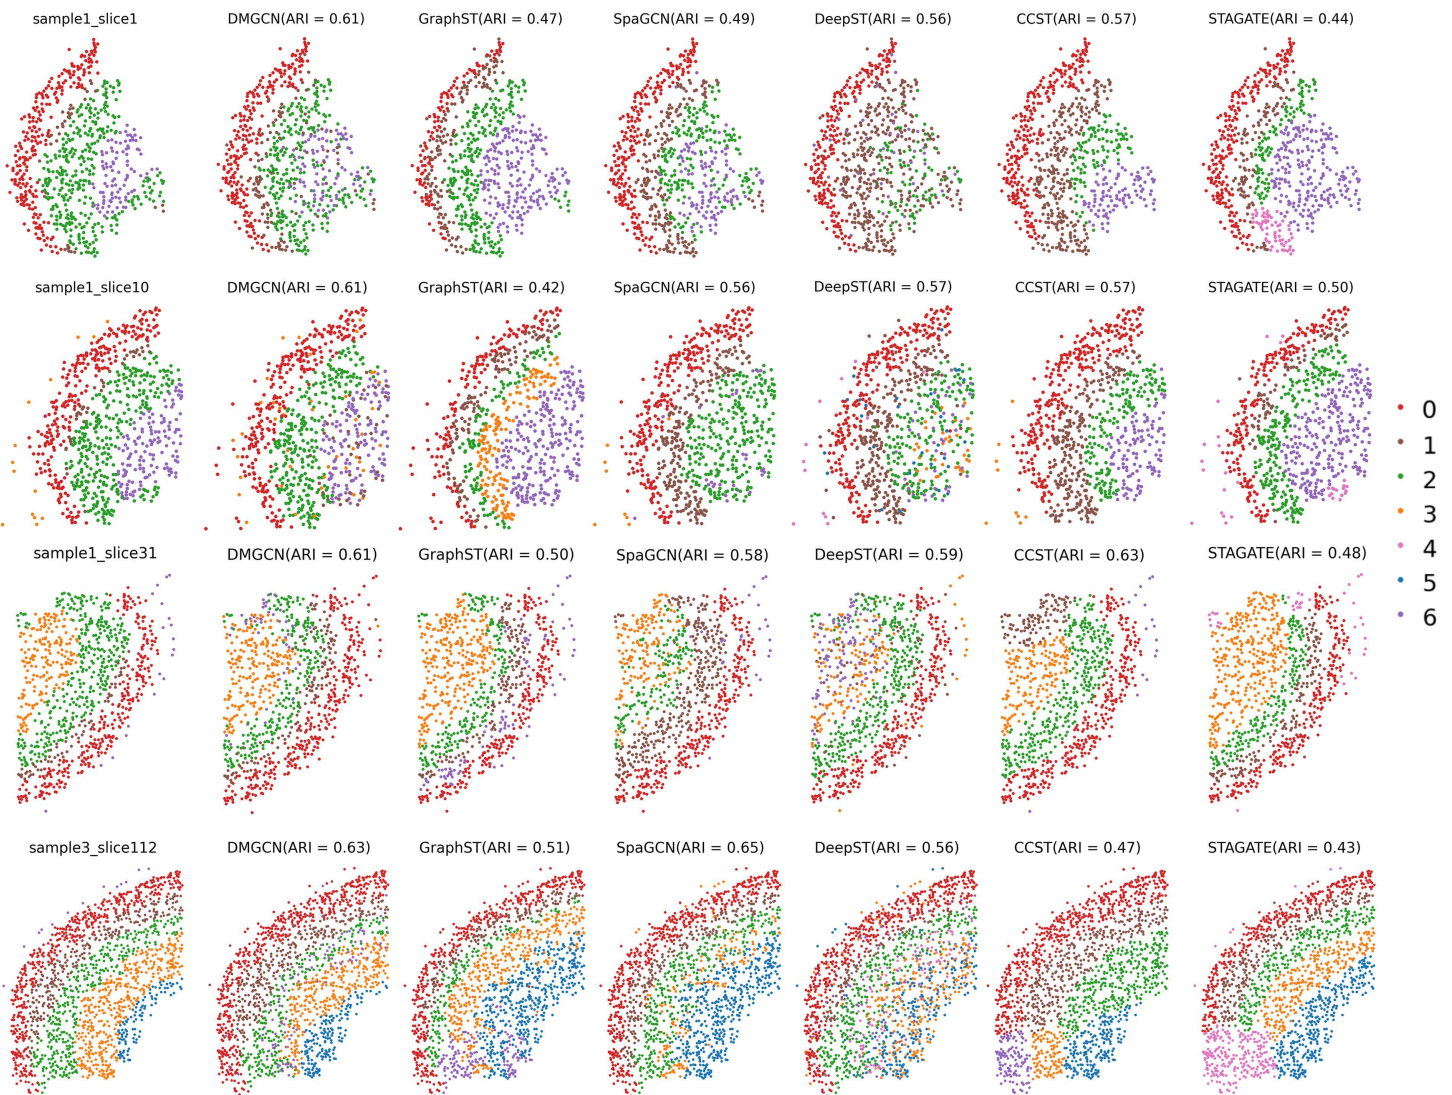 sample1_slice1 DMGCN(ARI = 0.61) GraphST(ARI = 0.47) SpaGCN(ARI = 0.49) DeepST(ARI = 0.56) CCST(ARI = 0.57) STAGATE(ARI = 0.44)
sample1_slice10 DMGCN(ARI = 0.61) GraphST(ARI = 0.42) SpaGCN(ARI = 0.56) DeepST(ARI = 0.57) CCST(ARI = 0.57) STAGATE(ARI = 0.50)
sample1_slice31 DMGCN(ARI = 0.61) GraphST(ARI = 0.50) SpaGCN(ARI = 0.58) DeepST(ARI = 0.59) CCST(ARI = 0.63) STAGATE(ARI = 0.48)
sample3_slice112 DMGCN(ARI = 0.63) GraphST(ARI = 0.51) SpaGCN(ARI = 0.65) DeepST(ARI = 0.56) CCST(ARI = 0.47) STAGATE(ARI = 0.43)
0
1
2
3
4
5
6